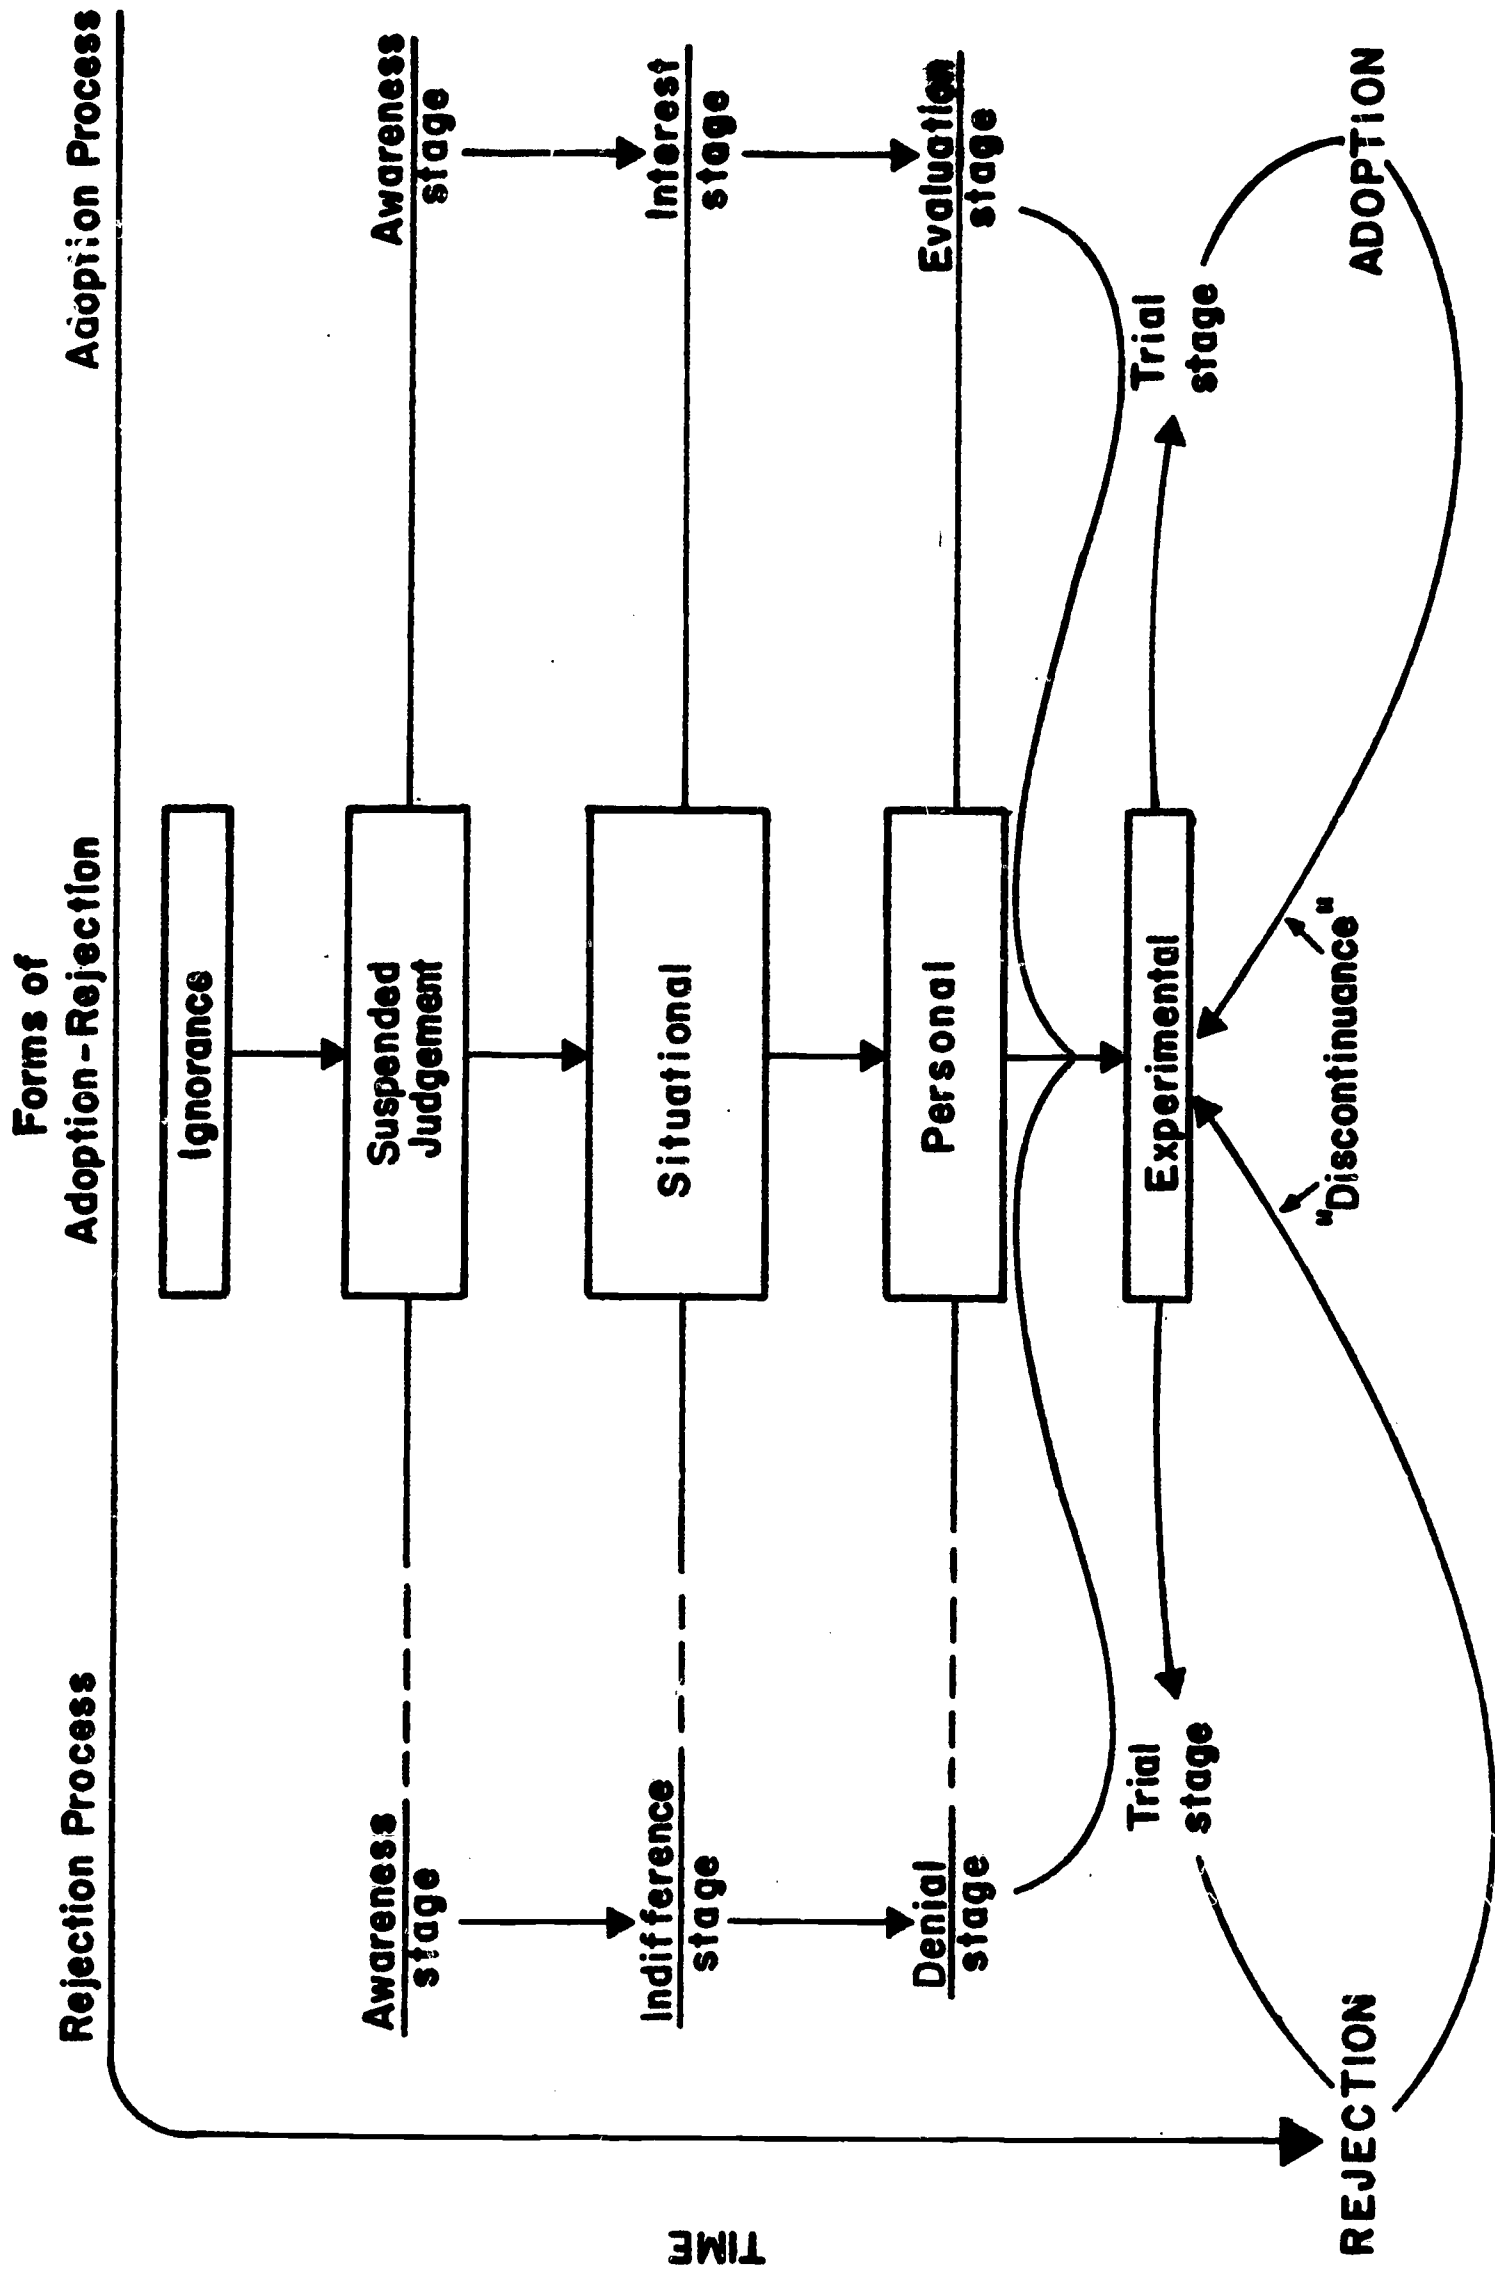 Forms of
Rejection Process
Adoption-Rejection
Adoption Process
Ignorance
Awareness
stage
Suspended
Judgement
Awareness
stage
Indifference
stage
Situational
Interest
stage
Denial
stage
Personal
Evaluation
stage
Trial
stage
Experimental
Trial
stage
REJECTION
"Discontinuance"
ADOPTION
TIME